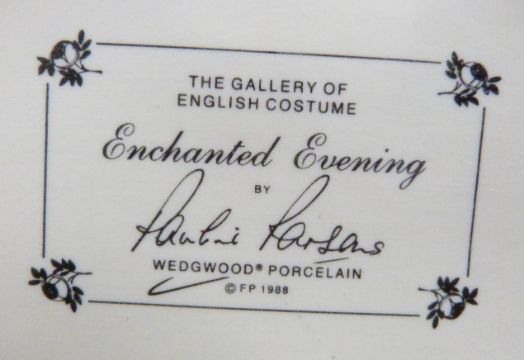 THE GALLERY OF
ENGLISH COSTUME
Enchanted Evening
BY
Pauline Parsons
WEDGWOOD® PORCELAIN
© FP 1988